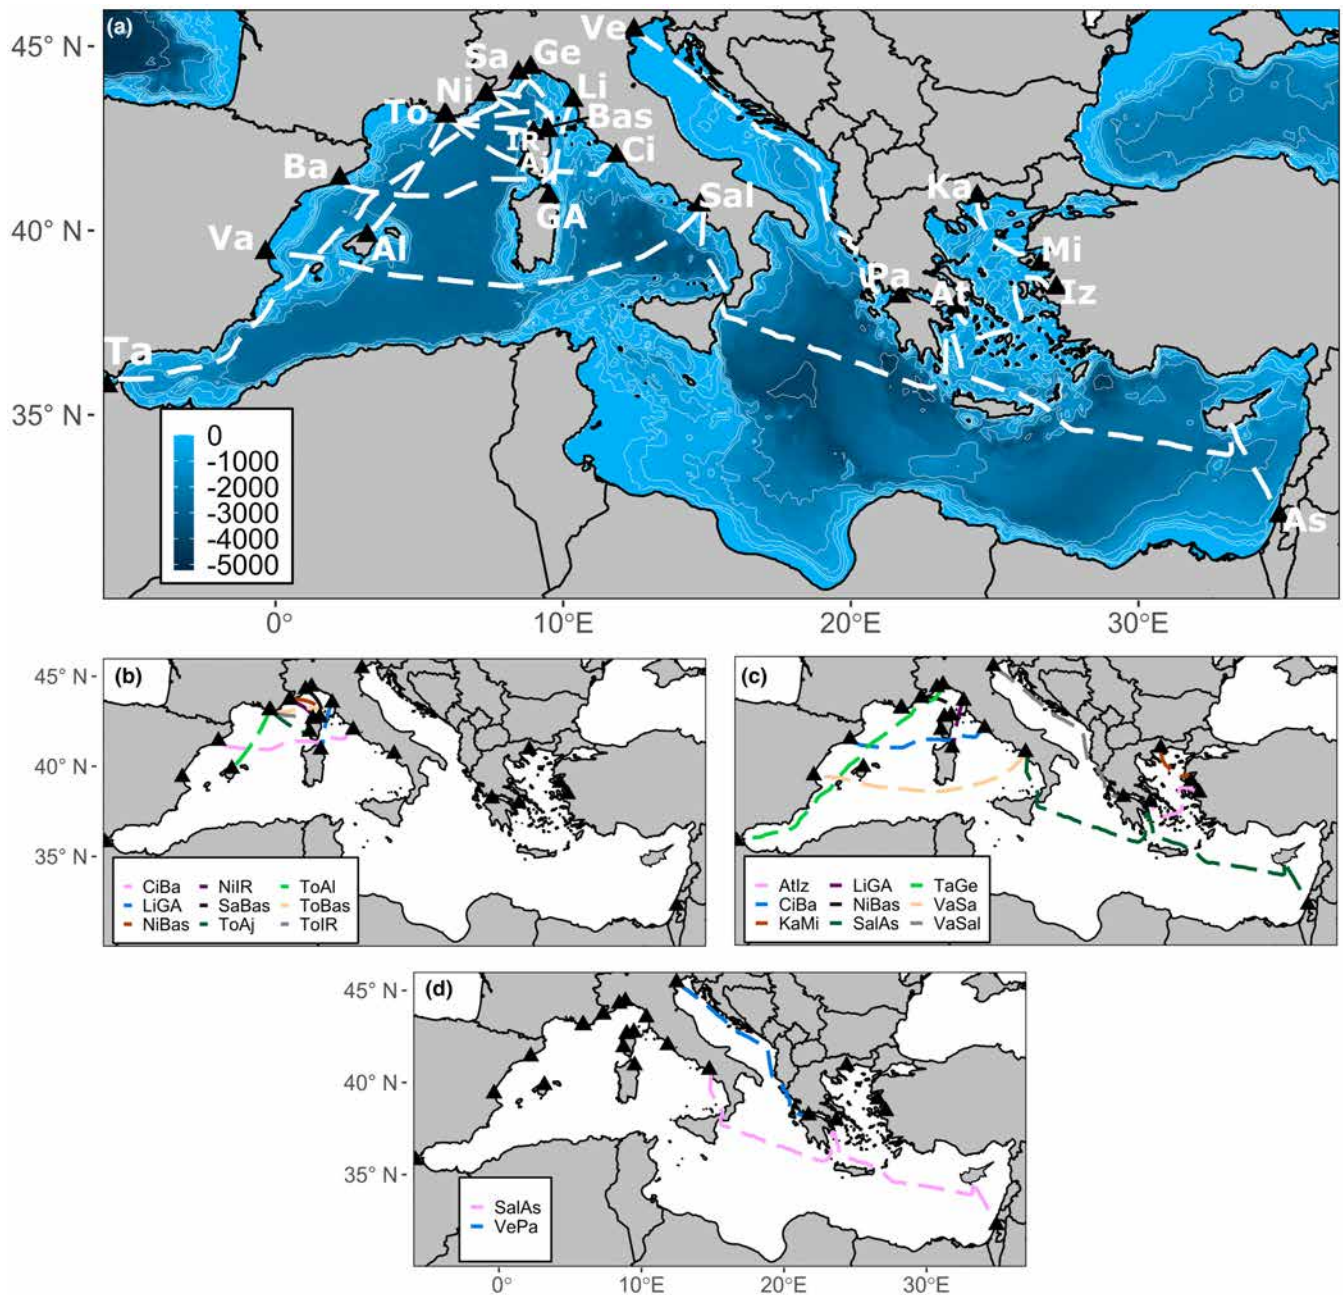 (a)
45° N
40° N
35° N
Ve
Sa Ge
Ni Li
To Bas
IR
Aj Ci
Ba
GA Sal
Va Al
Ka
Mi
Pa At Iz
Ta
As
0
-1000
-2000
-3000
-4000
-5000
0° 10°E 20°E 30°E
(b)
45° N
40° N
35° N
CiBa NiIR ToAl
LiGA SaBas ToBas
NiBas ToAj ToIR
(c)
AtIz LiGA TaGe
CiBa NiBas VaSa
KaMi SalAs VaSal
(d)
45° N
40° N
35° N
SalAs
VePa
0° 10°E 20°E 30°E